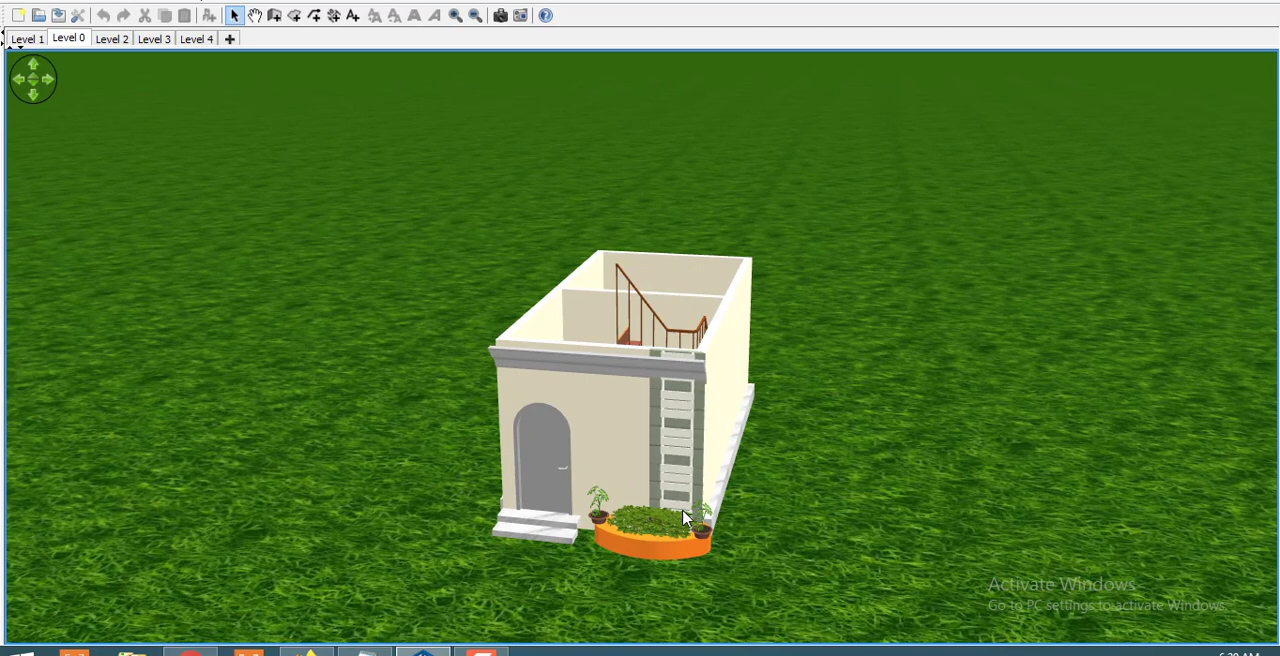 Level 1 Level 0 Level 2 Level 3 Level 4
Activate Windows
Go to PC settings to activate Windows.